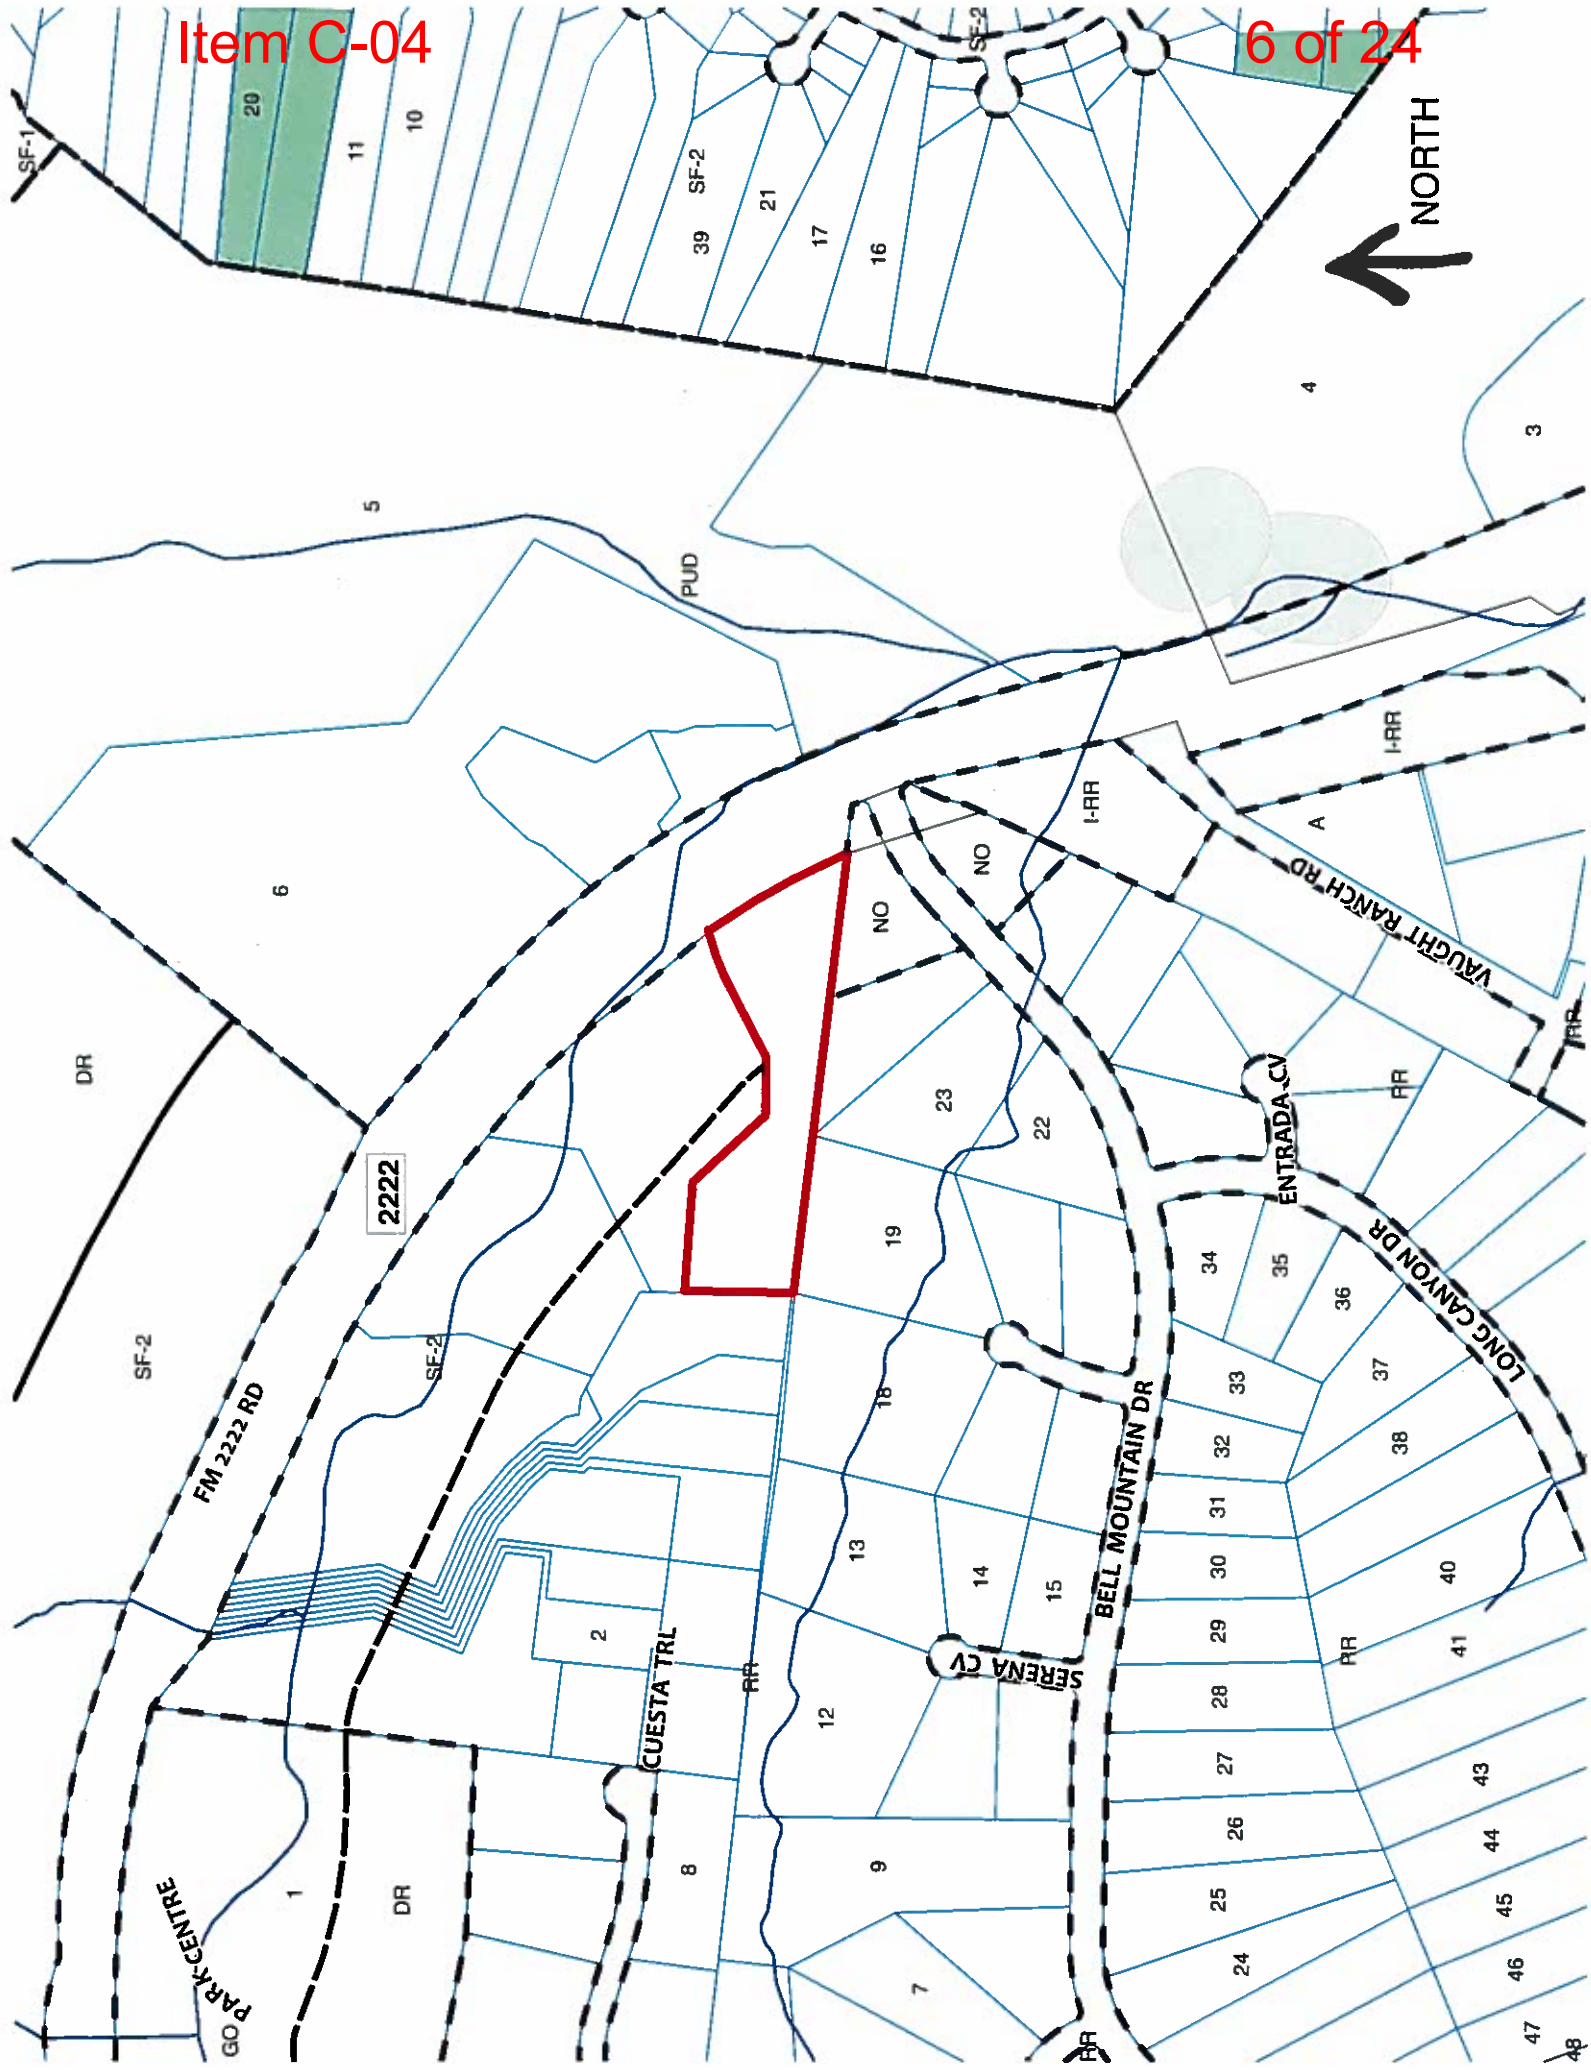 Item C-04
6 of 24
SF-1
20
11
10
SF-2
39
21
17
16
SF-2
NORTH
5
4
3
PUD
6
DR
I-RR
I-RR
A
NO
NO
VAUGHT RANCH RD
RR
2222
23
22
ENTRADA CV
RR
SF-2
SF-2
19
34
35
36
LONG CANYON DR
FM 2222 RD
18
33
37
32
38
BELL MOUNTAIN DR
31
13
14
15
30
40
29
RR
41
2
CUESTA TRL
RR
SERENA CV
12
28
27
43
26
44
1
DR
8
9
25
45
PARK CENTRE
24
46
7
GO
RR
47
48